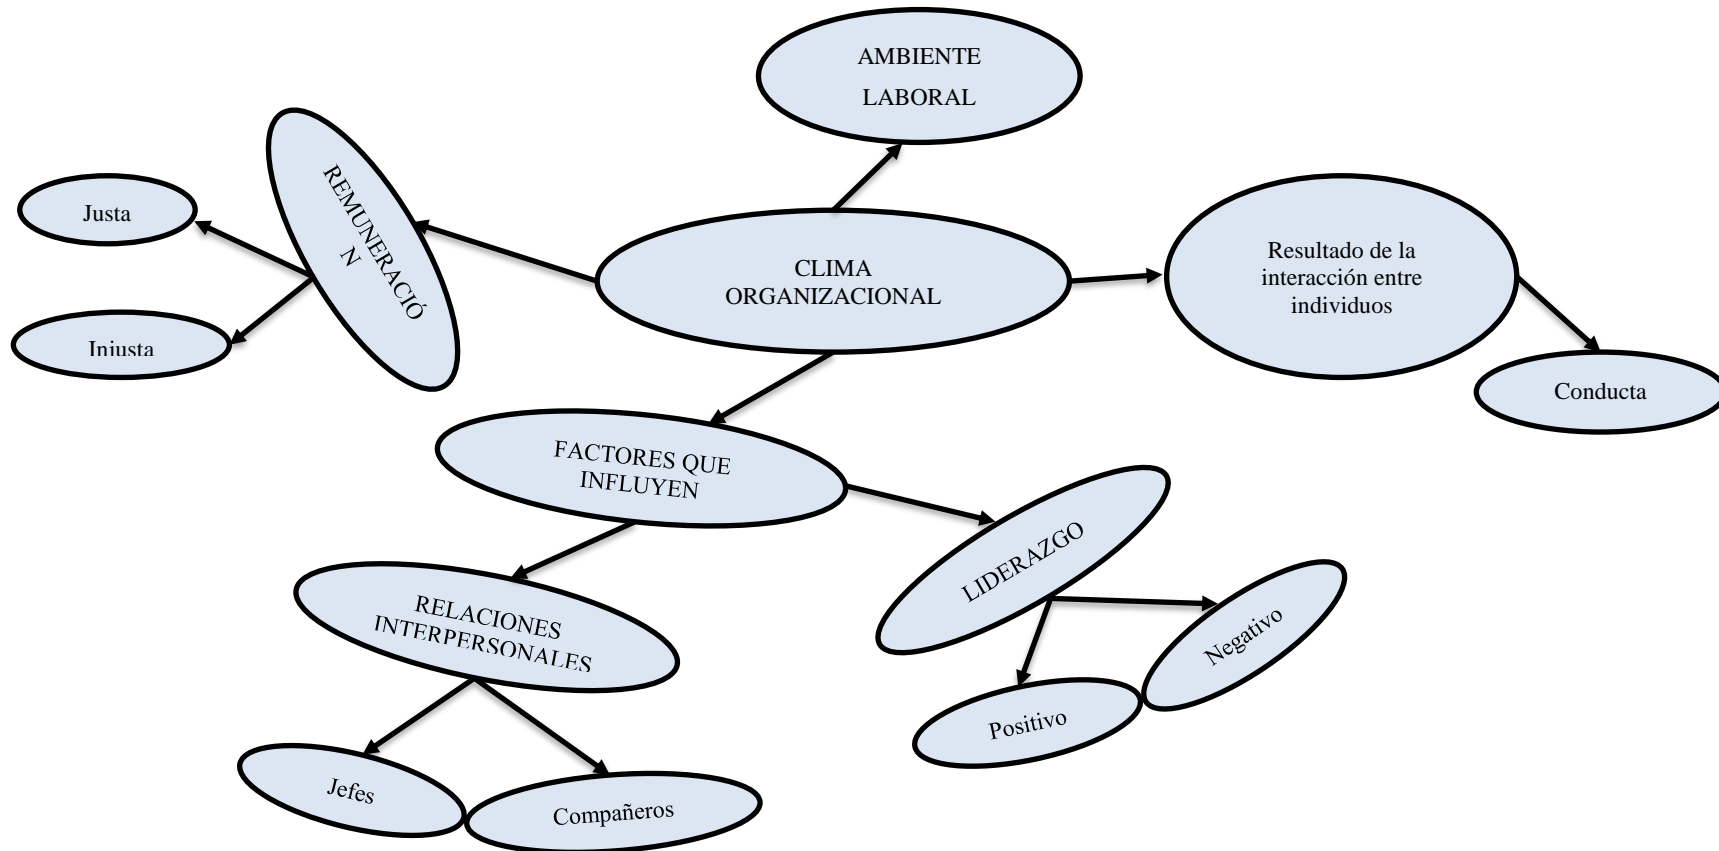 AMBIENTE
LABORAL
REMUNERACIÓ
N
Justa
Injusta
CLIMA
ORGANIZACIONAL
Resultado de la
interacción entre
individuos
Conducta
FACTORES QUE
INFLUYEN
LIDERAZGO
Negativo
Positivo
RELACIONES
INTERPERSONALES
Jefes
Compañeros